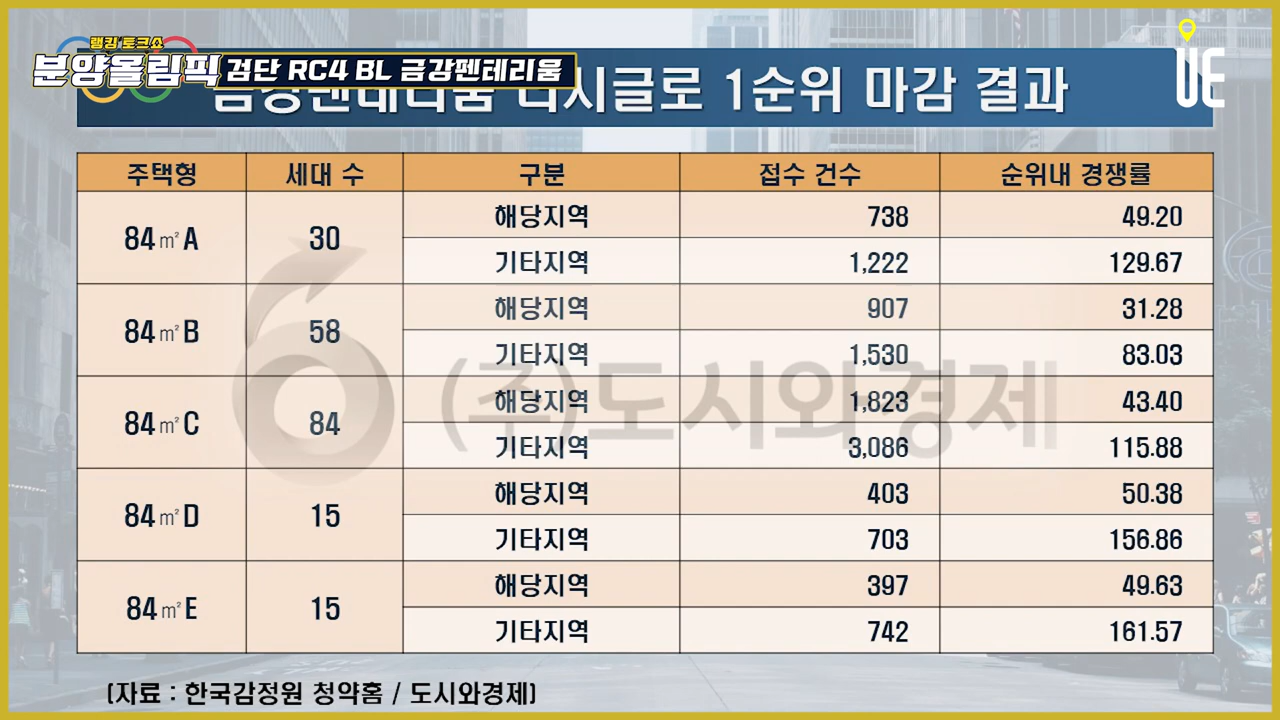 랭킹 토크쇼
분양올림픽
검단 RC4 BL 금강펜테리움
UE
1순위 마감 결과
주택형 세대 수 구분 접수 건수 순위내 경쟁률
84㎡A 30 해당지역 738 49.20
기타지역 1,222 129.67
84㎡B 58 해당지역 907 31.28
기타지역 1,530 83.03
84㎡C 84 해당지역 1,823 43.40
기타지역 3,086 115.88
84㎡D 15 해당지역 403 50.38
기타지역 703 156.86
84㎡E 15 해당지역 397 49.63
기타지역 742 161.57
(주)도시와경제
(자료 : 한국감정원 청약홈 / 도시와경제)